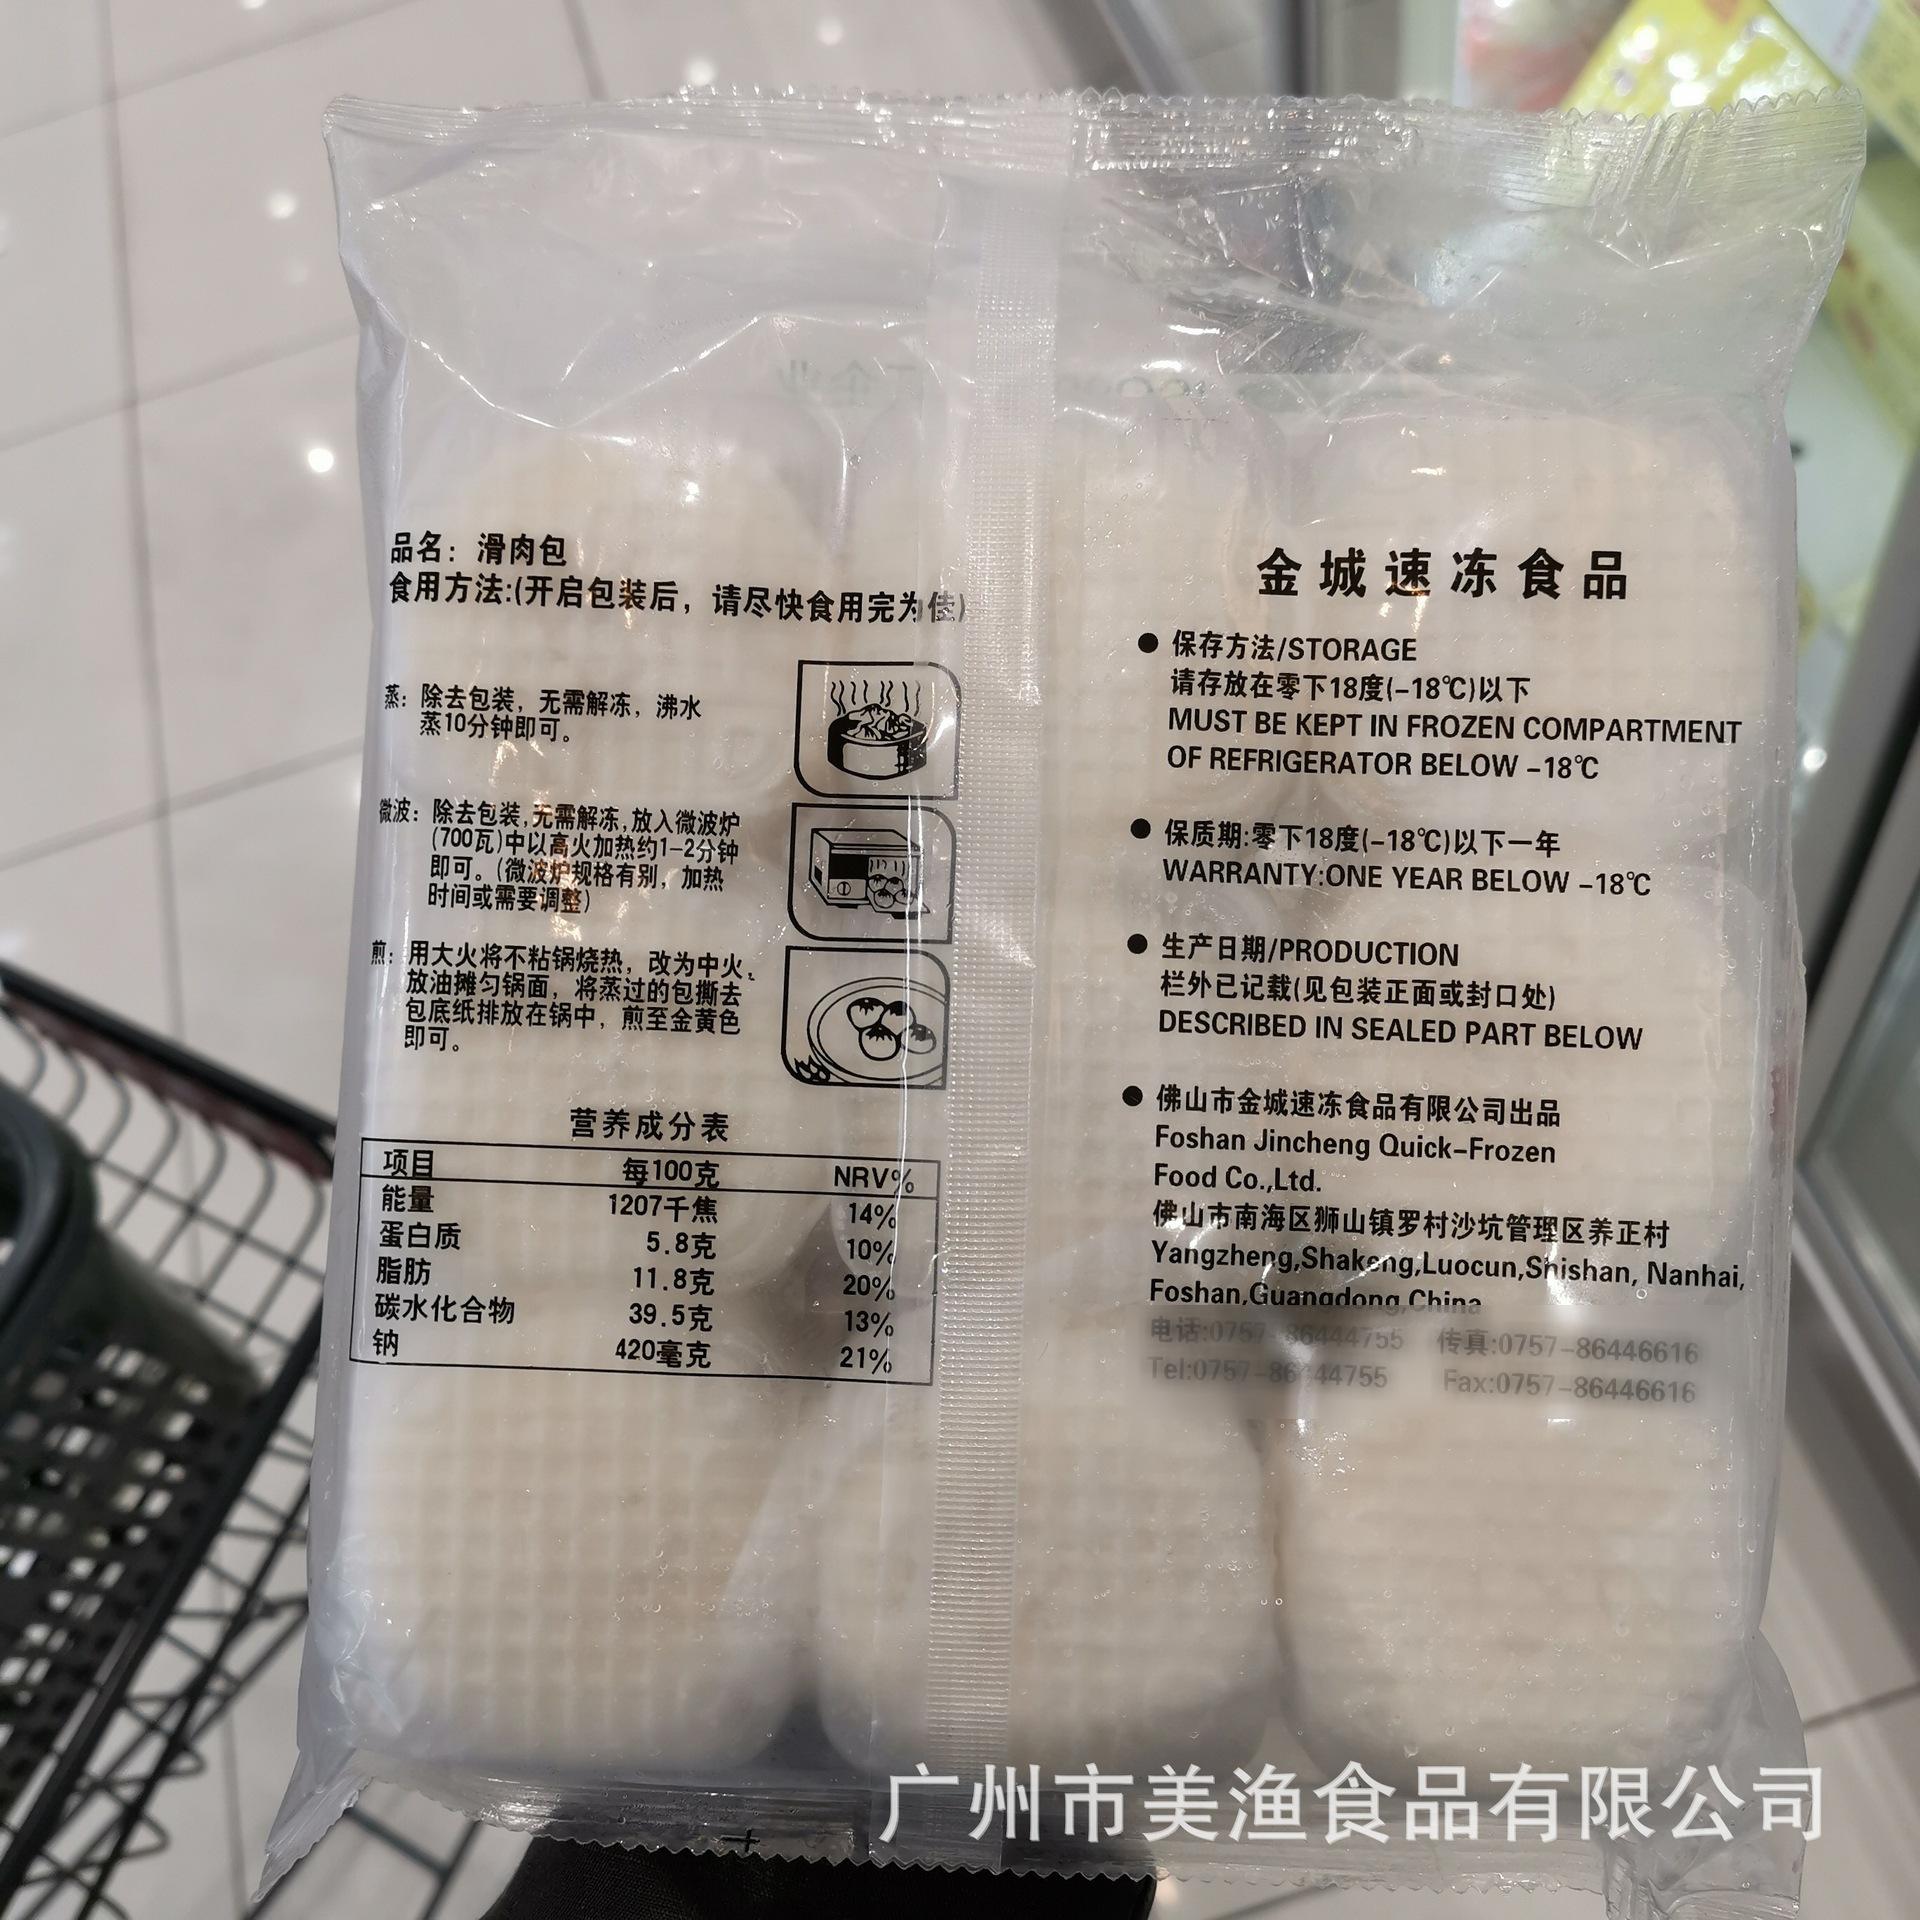 品名：滑肉包
食用方法:(开启包装后，请尽快食用完为佳)
蒸：除去包装，无需解冻，沸水
蒸10分钟即可。
微波：除去包装,无需解冻,放入微波炉
(700瓦)中以高火加热约1-2分钟
即可。(微波炉规格有别，加热
时间或需要调整)
煎：用大火将不粘锅烧热，改为中火，
放油摊匀锅面，将蒸过的包撕去
包底纸排放在锅中，煎至金黄色
即可。
营养成分表
项目 每100克 NRV%
能量 1207千焦 14%
蛋白质 5.8克 10%
脂肪 11.8克 20%
碳水化合物 39.5克 13%
钠 420毫克 21%
金城速冻食品
● 保存方法/STORAGE
请存放在零下18度(-18℃)以下
MUST BE KEPT IN FROZEN COMPARTMENT
OF REFRIGERATOR BELOW -18℃
● 保质期:零下18度(-18℃)以下一年
WARRANTY:ONE YEAR BELOW -18℃
● 生产日期/PRODUCTION
栏外已记载(见包装正面或封口处)
DESCRIBED IN SEALED PART BELOW
● 佛山市金城速冻食品有限公司出品
Foshan Jincheng Quick-Frozen
Food Co.,Ltd.
佛山市南海区狮山镇罗村沙坑管理区养正村
Yangzheng,Shakeng,Luocun,Shishan, Nanhai,
Foshan,Guangdong,China
电话:0757-86444755 传真:0757-86446616
Tel:0757-86444755 Fax:0757-86446616
广州市美渔食品有限公司